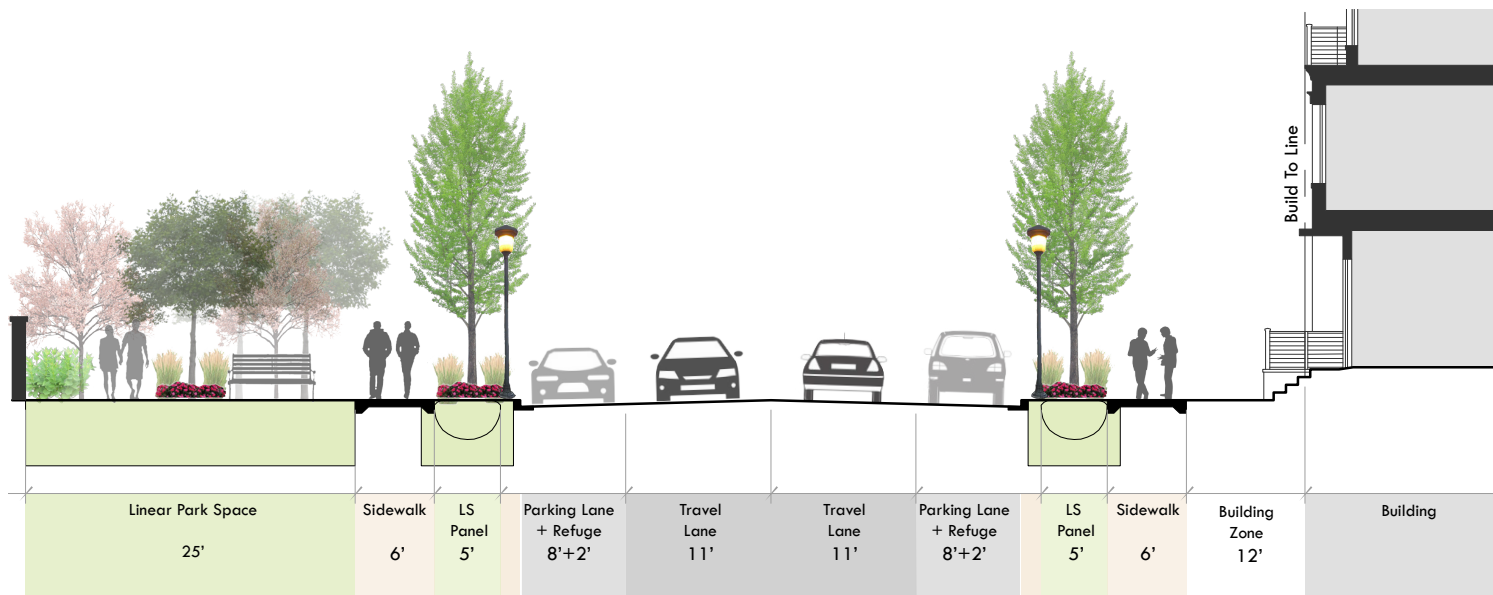 Build To Line
Linear Park Space
25’
Sidewalk
6’
LS
Panel
5’
Parking Lane
+ Refuge
8’+2’
Travel
Lane
11’
Travel
Lane
11’
Parking Lane
+ Refuge
8’+2’
LS
Panel
5’
Sidewalk
6’
Building
Zone
12’
Building